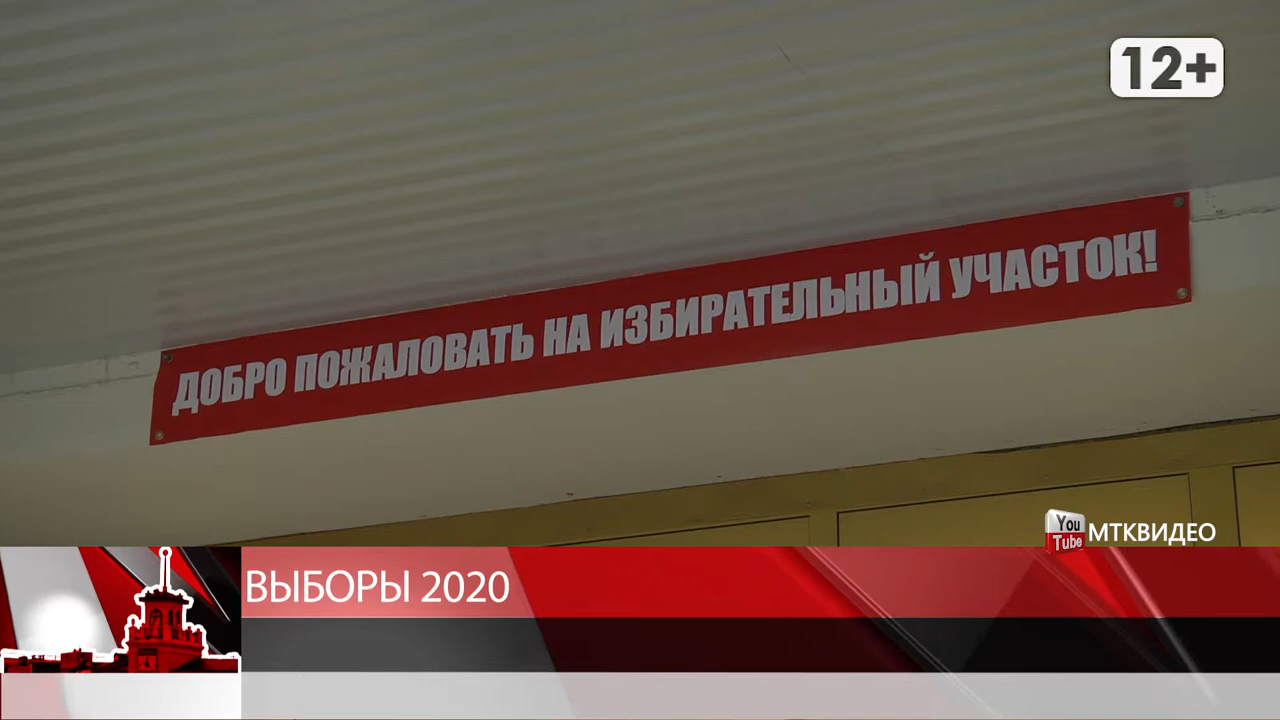 12+
ДОБРО ПОЖАЛОВАТЬ НА ИЗБИРАТЕЛЬНЫЙ УЧАСТОК!
You
Tube МТКВИДЕО
ВЫБОРЫ 2020